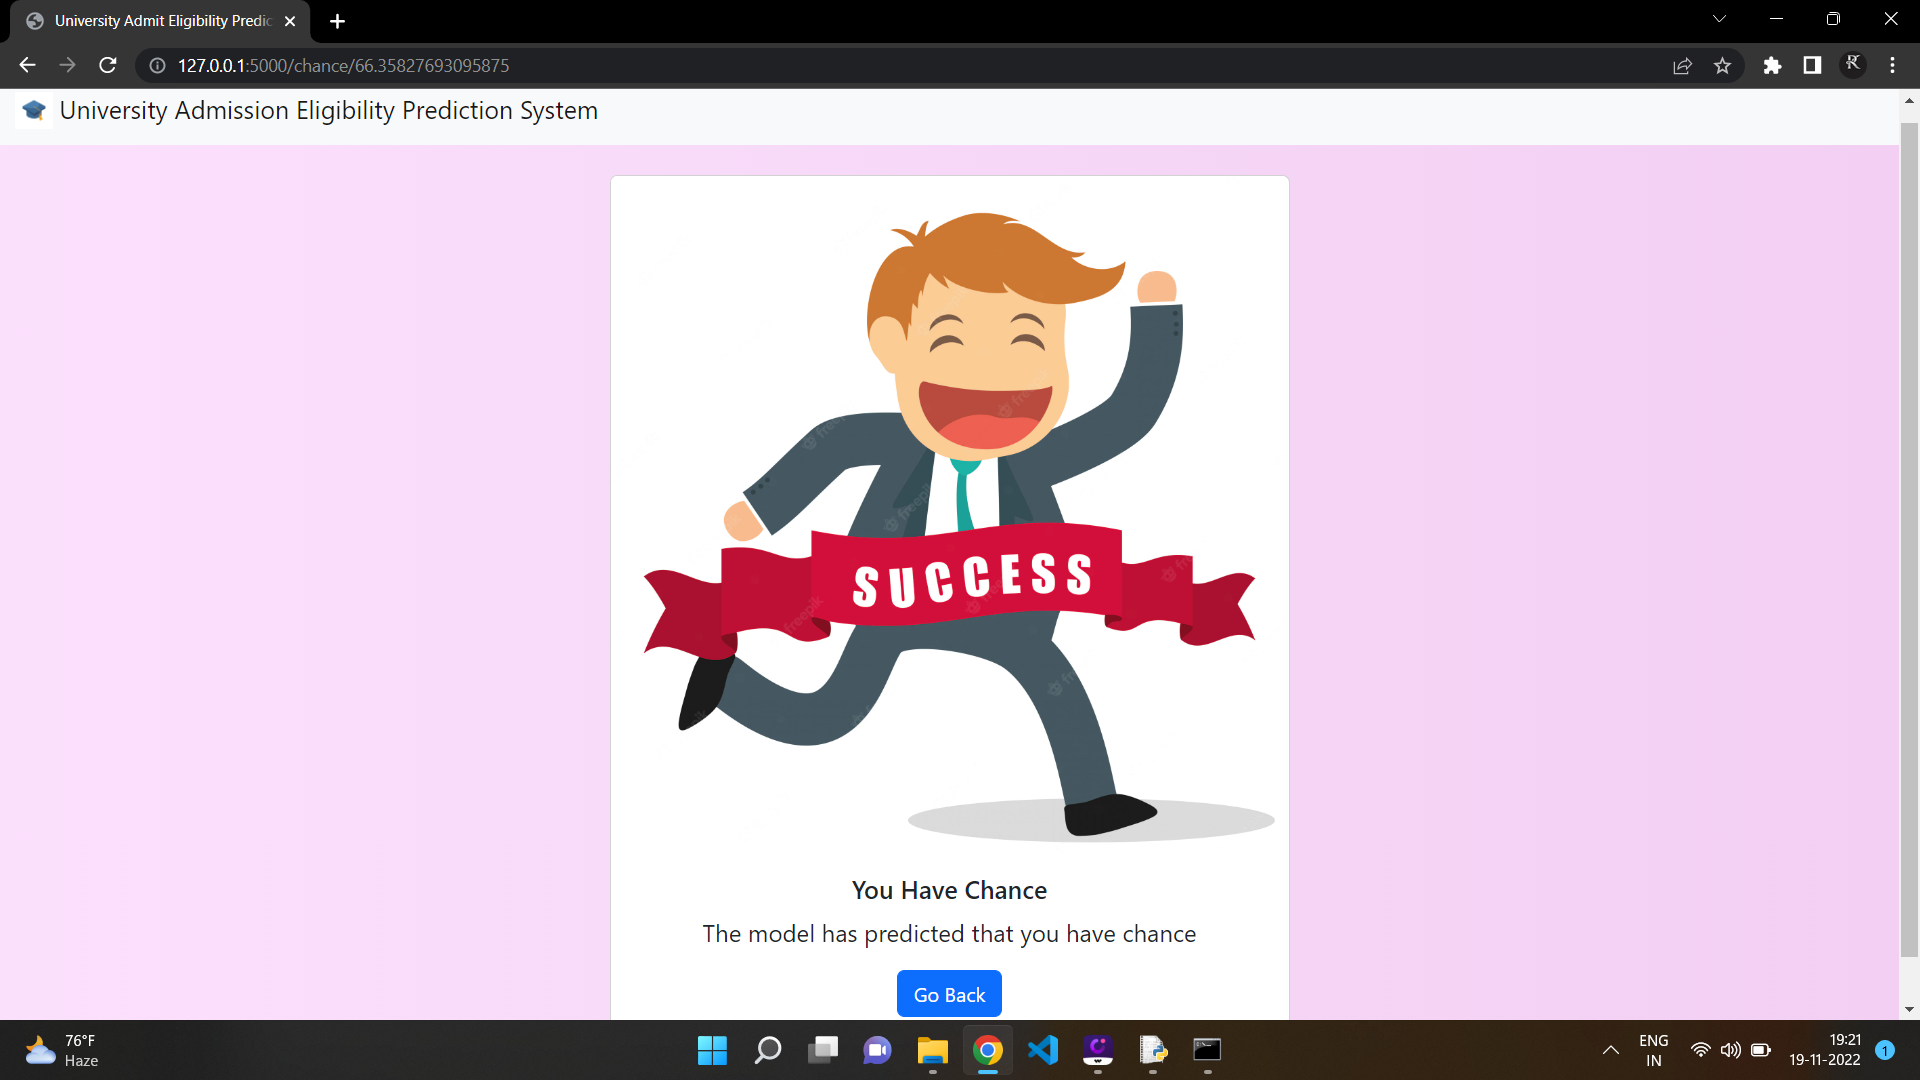 University Admit Eligibility Predic
127.0.0.1:5000/chance/66.35827693095875
University Admission Eligibility Prediction System
SUCCESS
freepik
You Have Chance
The model has predicted that you have chance
Go Back
76°F
Haze
ENG
IN
19:21
19-11-2022
1